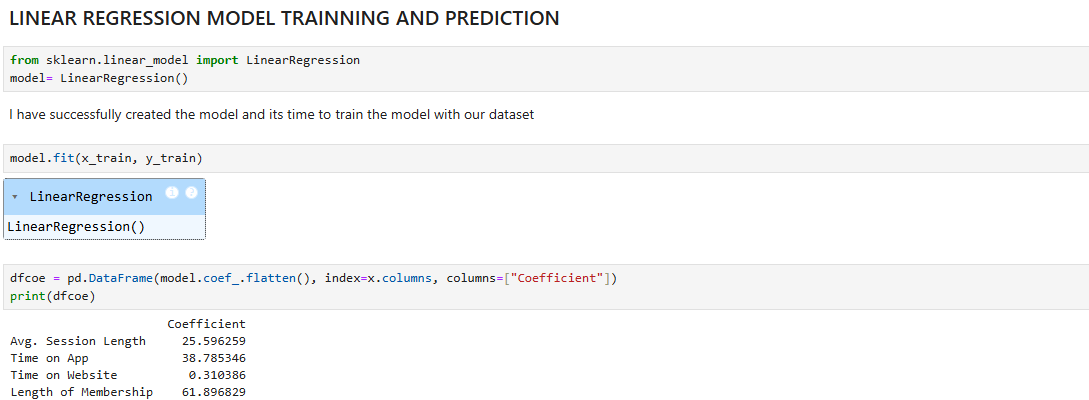 LINEAR REGRESSION MODEL TRAINNING AND PREDICTION
from sklearn.linear_model import LinearRegression
model= LinearRegression()
I have successfully created the model and its time to train the model with our dataset
model.fit(x_train, y_train)
LinearRegression i ?
LinearRegression()
dfcoe = pd.DataFrame(model.coef_.flatten(), index=x.columns, columns=["Coefficient"])
print(dfcoe)
Coefficient
Avg. Session Length 25.596259
Time on App 38.785346
Time on Website 0.310386
Length of Membership 61.896829